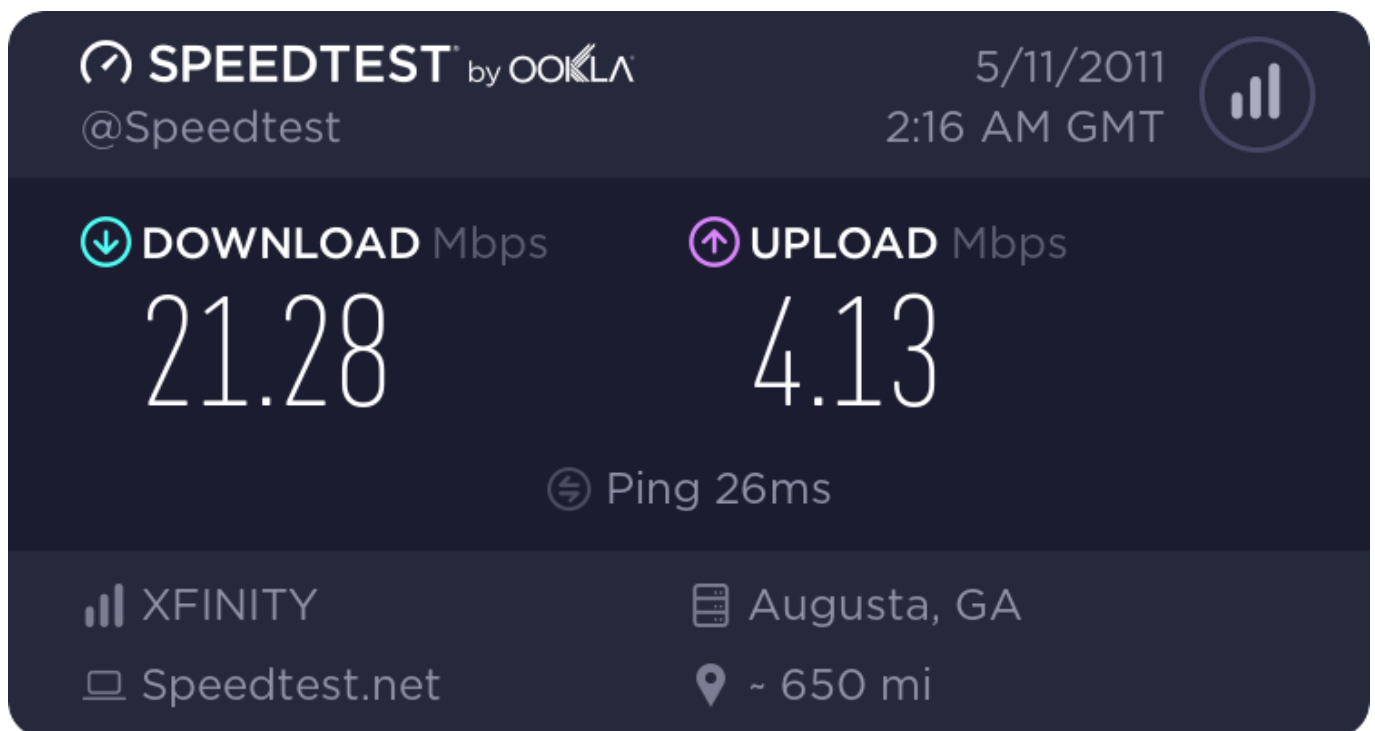 SPEEDTEST® by OOKLA®
@Speedtest
5/11/2011
2:16 AM GMT
DOWNLOAD Mbps
21.28
UPLOAD Mbps
4.13
Ping 26ms
XFINITY
Augusta, GA
Speedtest.net
~ 650 mi